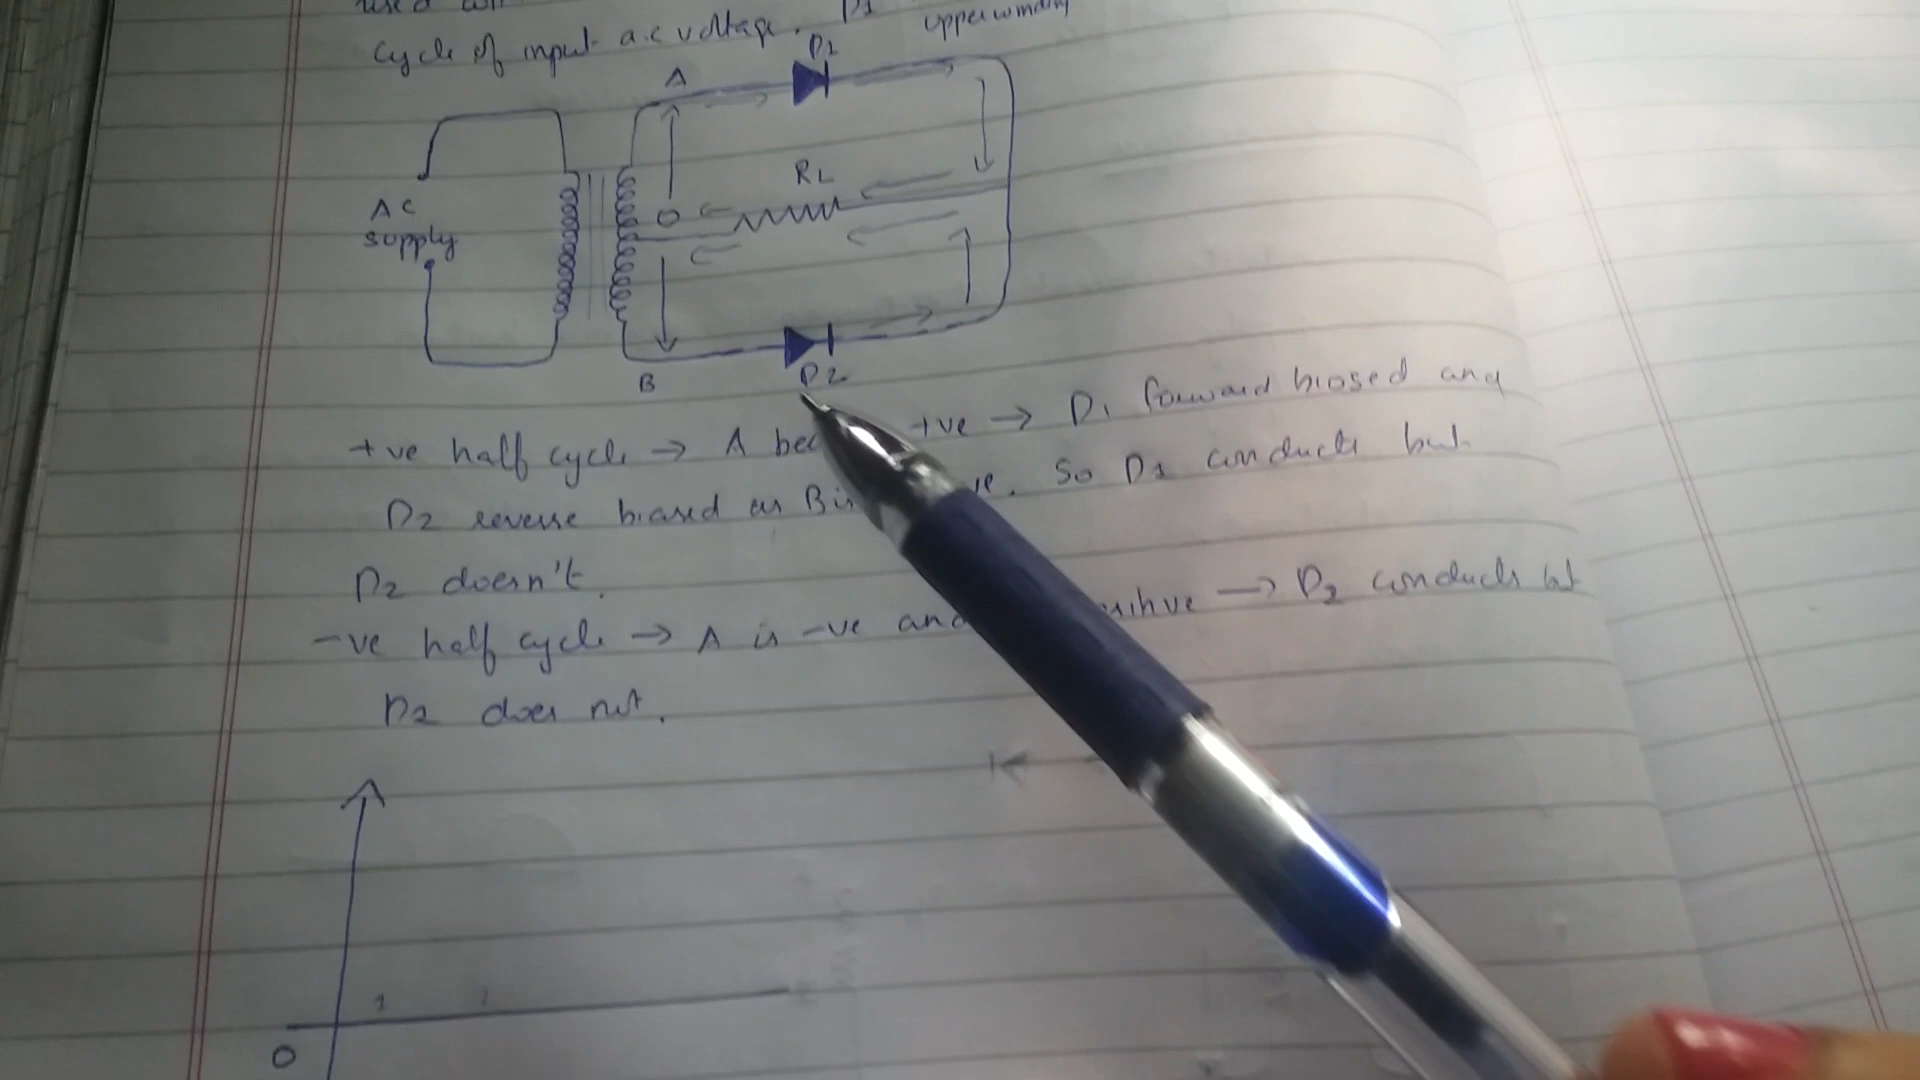 cycle of input a.c voltage. D1
upper winding
D1
A
RL
AC
supply
O
B
D2
+ve half cycle → A bec +ve → D1 forward biased and
D2 reverse biased as B is ve. So D1 conducts but
D2 doesn't.
-ve half cycle → A is -ve and → D2 conducts but
D2 does not.
O